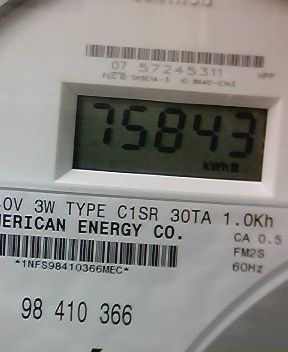 07 57245311 HPP
75843
kWh
0V 3W TYPE C1SR 30TA 1.0Kh
MERICAN ENERGY CO. CA 0.5
FM2S
*1NFS98410366MEC* 60Hz
98 410 366